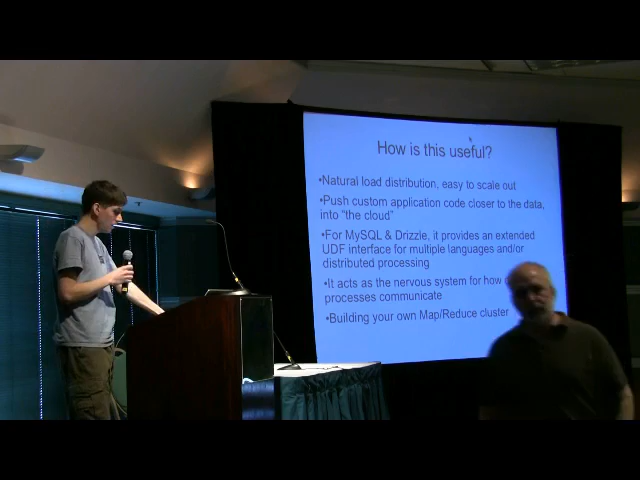 How is this useful?
•Natural load distribution, easy to scale out
•Push custom application code closer to the data,
into "the cloud"
•For MySQL & Drizzle, it provides an extended
UDF interface for multiple languages and/or
distributed processing
•It acts as the nervous system for how
processes communicate
•Building your own Map/Reduce cluster